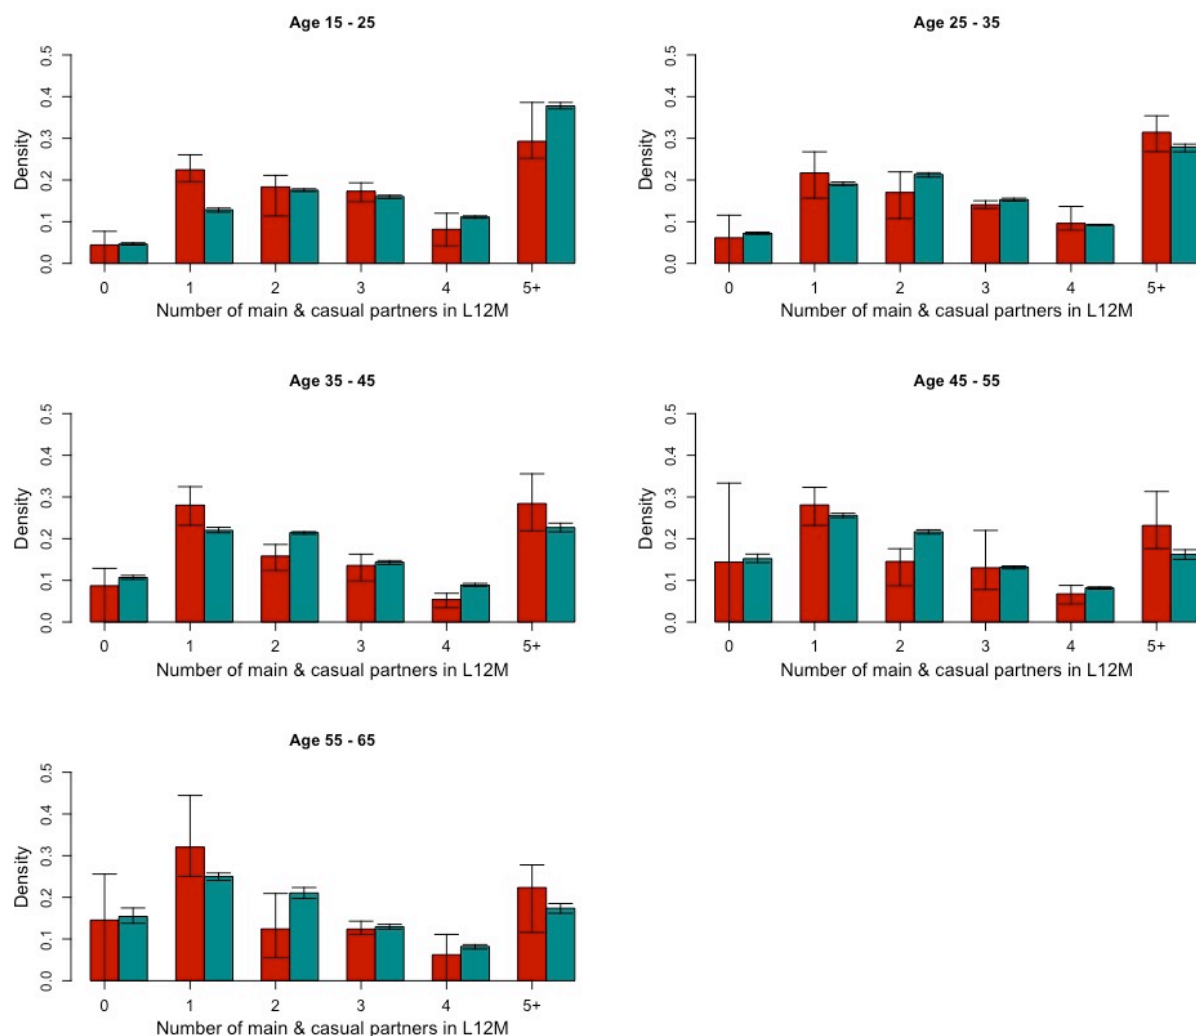 Age 15 - 25
Density
0.0 0.1 0.2 0.3 0.4 0.5
0 1 2 3 4 5+
Number of main & casual partners in L12M
Age 25 - 35
Density
0.0 0.1 0.2 0.3 0.4 0.5
0 1 2 3 4 5+
Number of main & casual partners in L12M
Age 35 - 45
Density
0.0 0.1 0.2 0.3 0.4 0.5
0 1 2 3 4 5+
Number of main & casual partners in L12M
Age 45 - 55
Density
0.0 0.1 0.2 0.3 0.4 0.5
0 1 2 3 4 5+
Number of main & casual partners in L12M
Age 55 - 65
Density
0.0 0.1 0.2 0.3 0.4 0.5
0 1 2 3 4 5+
Number of main & casual partners in L12M